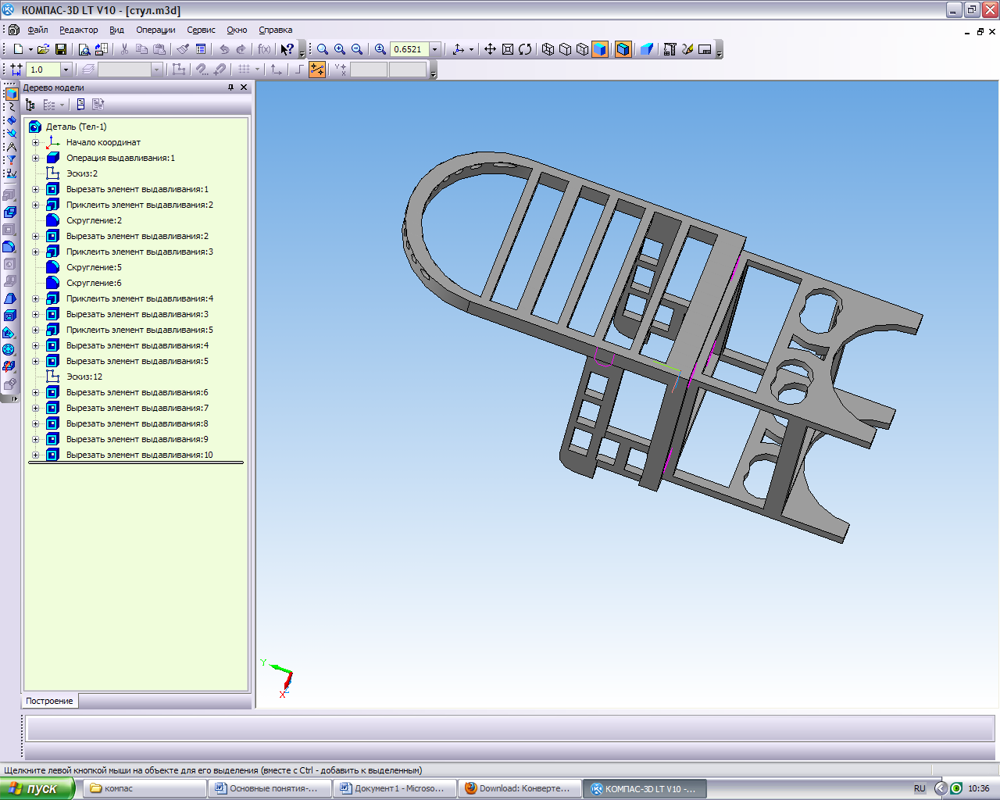 КОМПАС-3D LT V10 - [стул.m3d]
Файл Редактор Вид Операции Сервис Окно Справка
f(x) 0.6521
1.0
Дерево модели
Деталь (Тел-1)
Начало координат
Операция выдавливания:1
Эскиз:2
Вырезать элемент выдавливания:1
Приклеить элемент выдавливания:2
Скругление:2
Вырезать элемент выдавливания:2
Приклеить элемент выдавливания:3
Скругление:5
Скругление:6
Приклеить элемент выдавливания:4
Вырезать элемент выдавливания:3
Приклеить элемент выдавливания:5
Вырезать элемент выдавливания:4
Вырезать элемент выдавливания:5
Эскиз:12
Вырезать элемент выдавливания:6
Вырезать элемент выдавливания:7
Вырезать элемент выдавливания:8
Вырезать элемент выдавливания:9
Вырезать элемент выдавливания:10
Y
X
Z
Построение
Щелкните левой кнопкой мыши на объекте для его выделения (вместе с Ctrl - добавить к выделенным)
пуск компас Основные понятия-... Документ1 - Microso... Download: Конверте... КОМПАС-3D LT V10 -... RU 10:36